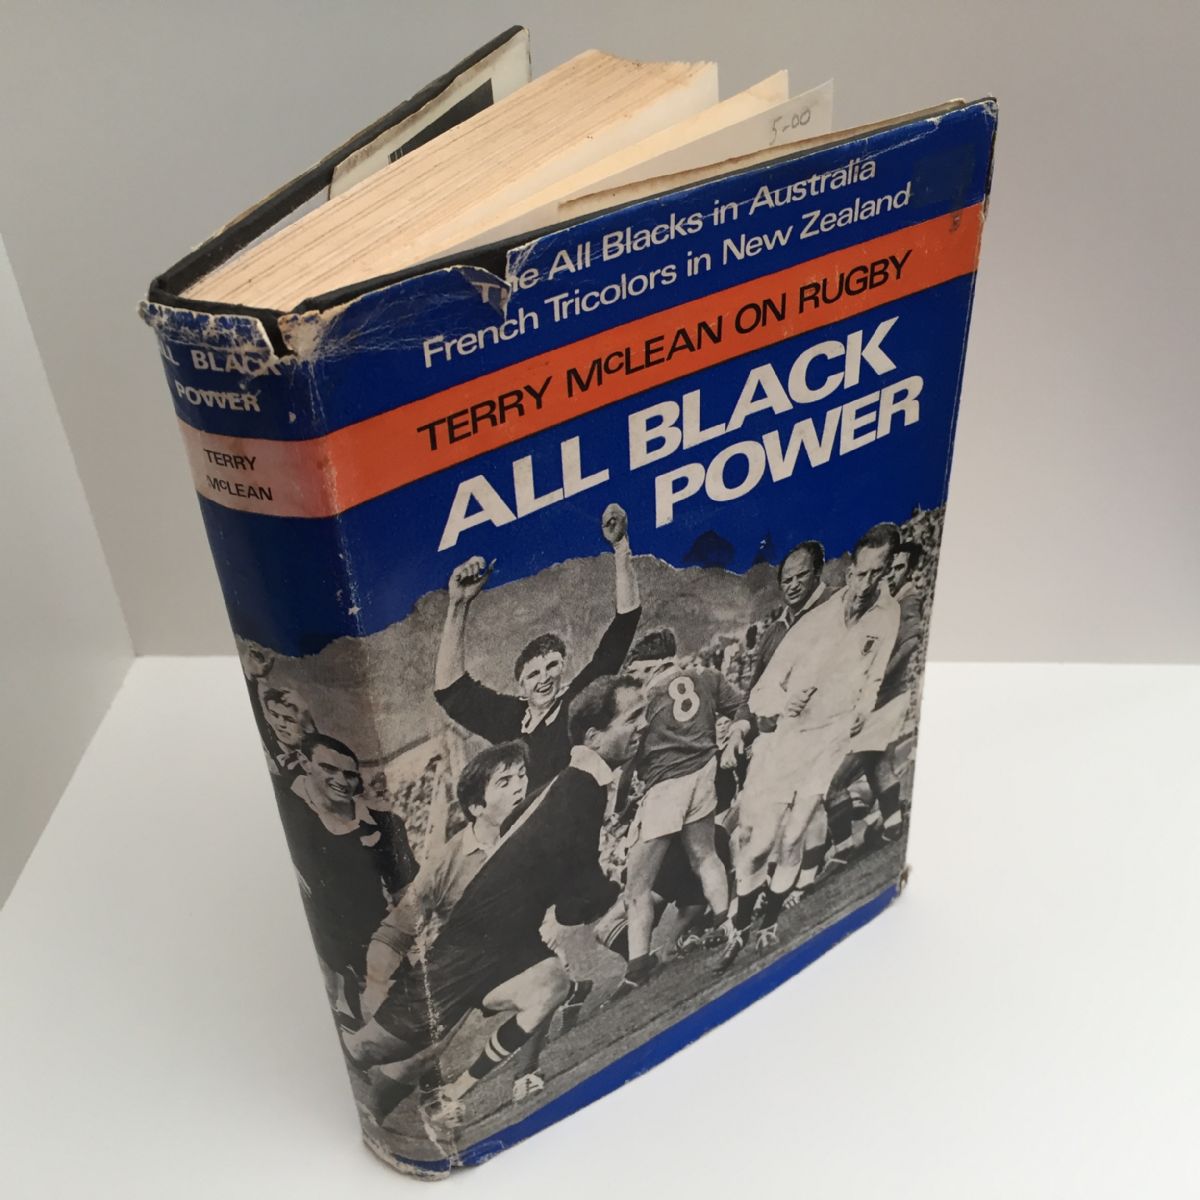 5-00
The All Blacks in Australia
French Tricolors in New Zealand
TERRY McLEAN ON RUGBY
ALL BLACK
POWER
8
ALL BLACK
POWER
TERRY
McLEAN